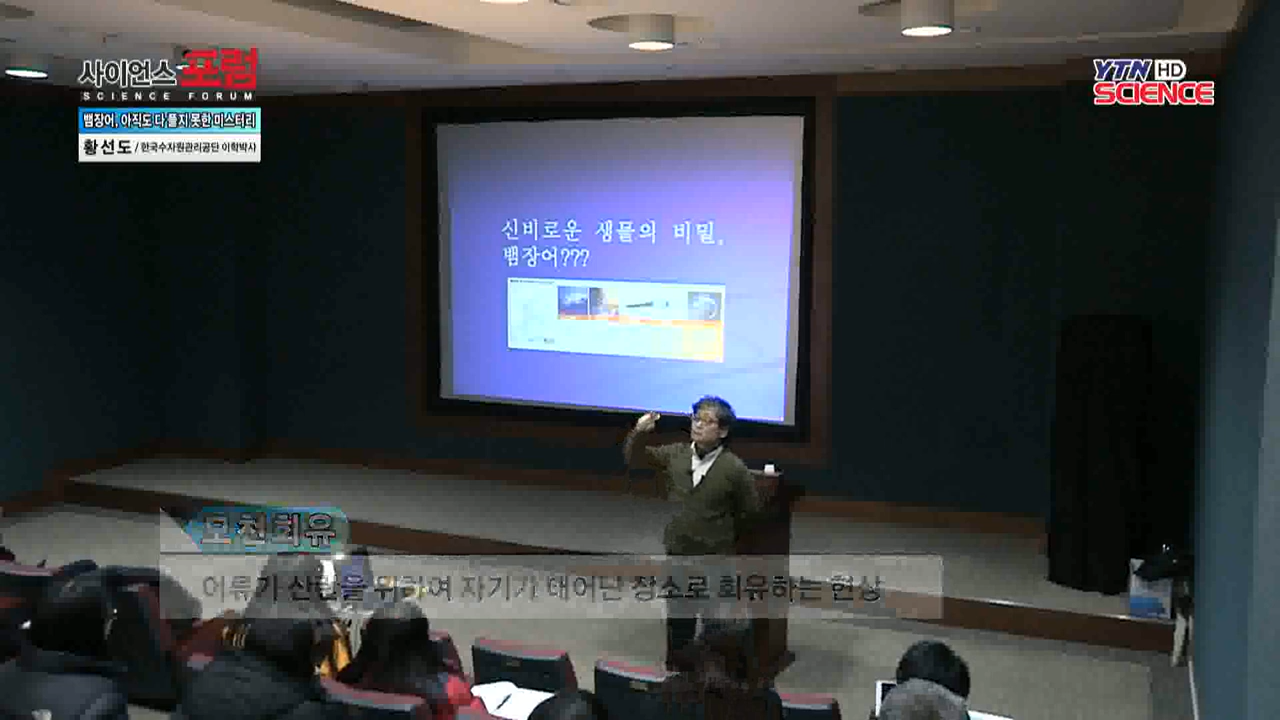 사이언스 포럼
SCIENCE FORUM
뱀장어, 아직도 다 풀지 못한 미스터리
황선도 / 한국수자원관리공단 이학박사
YTN HD
SCIENCE
신비로운 샘플의 비밀,
뱀장어???
모천회유
어류가 산란을 위하여 자기가 태어난 장소로 회유하는 현상